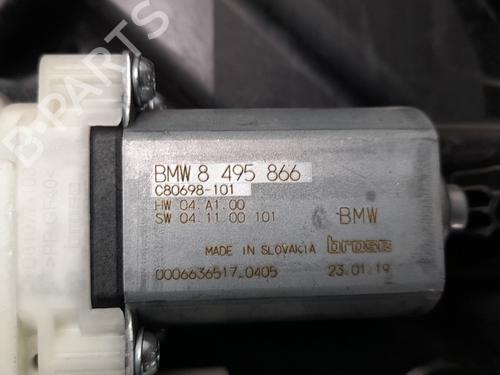 B-PARTS
BMW 8 495 866
C80698-101
HW 04.A1.00
SW 04.11.00 101
BMW
MADE IN SLOVAKIA brose
0006636517_0405 23.01.19